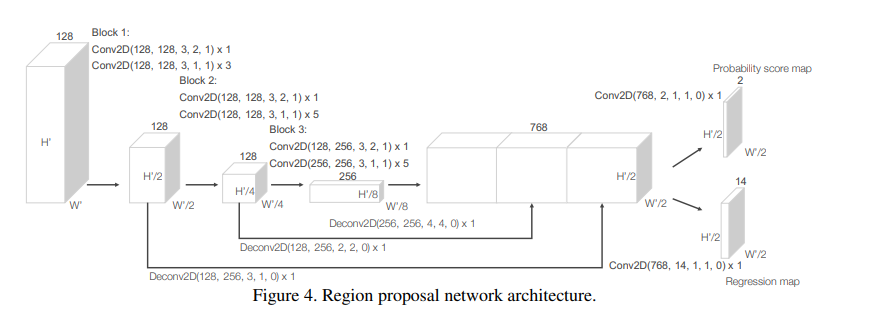 128
Block 1:
Conv2D(128, 128, 3, 2, 1) x 1
Conv2D(128, 128, 3, 1, 1) x 3
Block 2:
Conv2D(128, 128, 3, 2, 1) x 1
Conv2D(128, 128, 3, 1, 1) x 5
Block 3:
Conv2D(128, 256, 3, 2, 1) x 1
Conv2D(256, 256, 3, 1, 1) x 5
H'
W'
128
H'/2
W'/2
128
H'/4
W'/4
256
H'/8
W'/8
768
H'/2
W'/2
Deconv2D(256, 256, 4, 4, 0) x 1
Deconv2D(128, 256, 2, 2, 0) x 1
Deconv2D(128, 256, 3, 1, 0) x 1
Probability score map
2
Conv2D(768, 2, 1, 1, 0) x 1
H'/2
W'/2
14
H'/2
W'/2
Conv2D(768, 14, 1, 1, 0) x 1
Regression map
Figure 4. Region proposal network architecture.